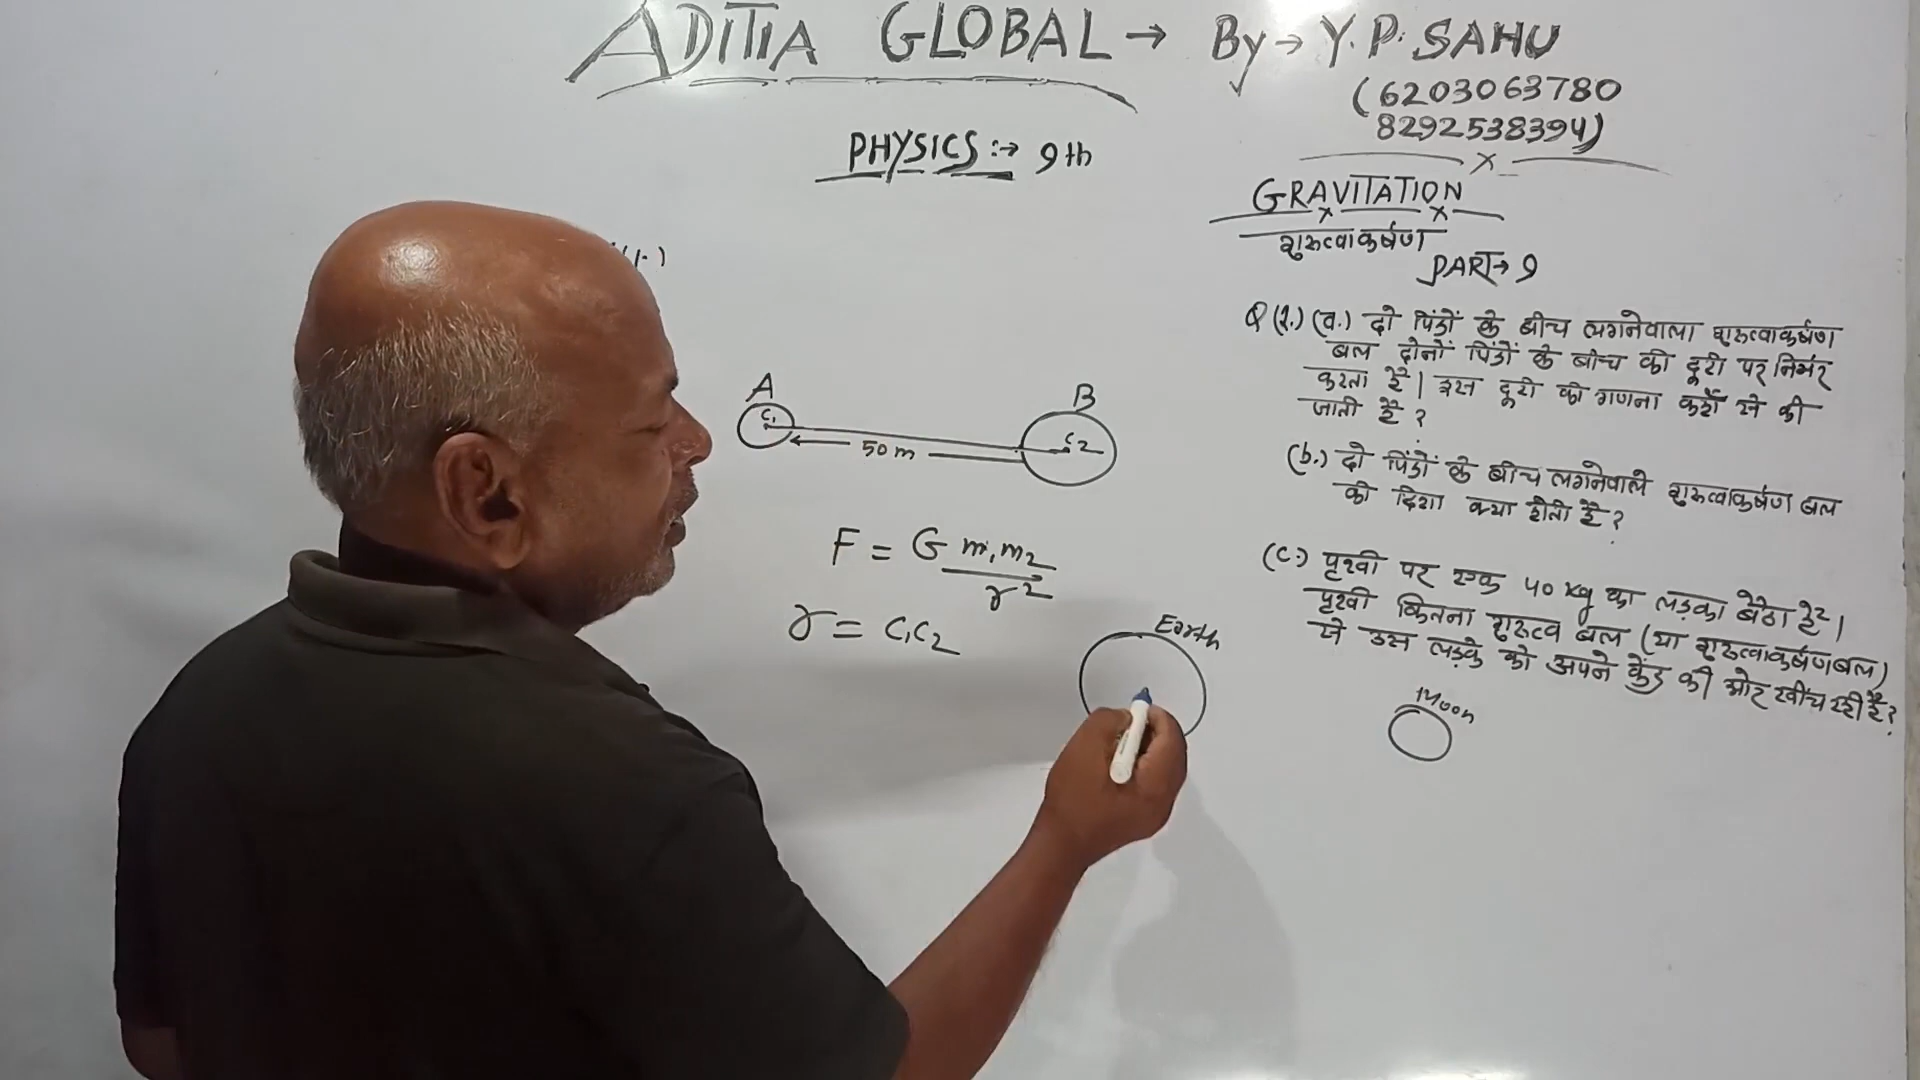 ADITIA GLOBAL → By → Y. P. SAHU
(6203063780
8292538394)
PHYSICS :→ 9th
GRAVITATION
गुरुत्वाकर्षण
PART → 9
(1.)
Q (1.) (a.) दो पिंडों के बीच लगनेवाला गुरुत्वाकर्षण
बल दोनों पिंडों के बीच की दूरी पर निर्भर
करता है। इस दूरी की गणना कहाँ से की
जाती है?
(b.) दो पिंडों के बीच लगनेवाले गुरुत्वाकर्षण बल
की दिशा क्या होती है?
(c.) पृथ्वी पर एक 40 kg का लड़का बैठा है।
पृथ्वी कितना गुरुत्व बल (या गुरुत्वाकर्षणबल)
से उस लड़के को अपने केंद्र की ओर खींच रही है?
A
B
C1
C2
50 m
F = G m1m2
r2
r = C1C2
Earth
Moon